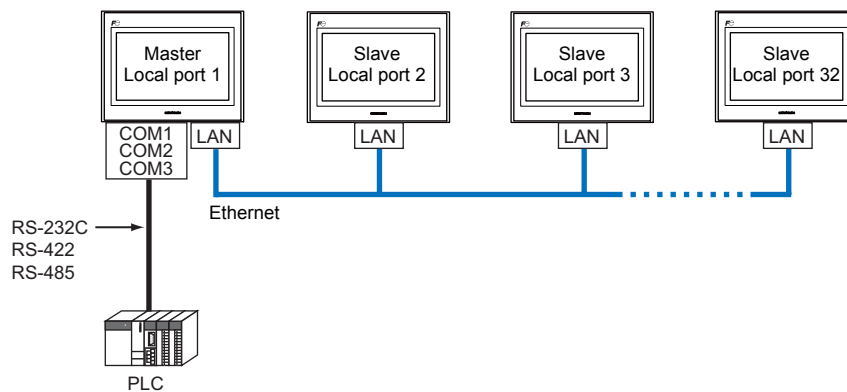 Master
Local port 1
Slave
Local port 2
Slave
Local port 3
Slave
Local port 32
COM1
COM2
COM3
LAN
LAN
LAN
LAN
Ethernet
RS-232C
RS-422
RS-485
PLC